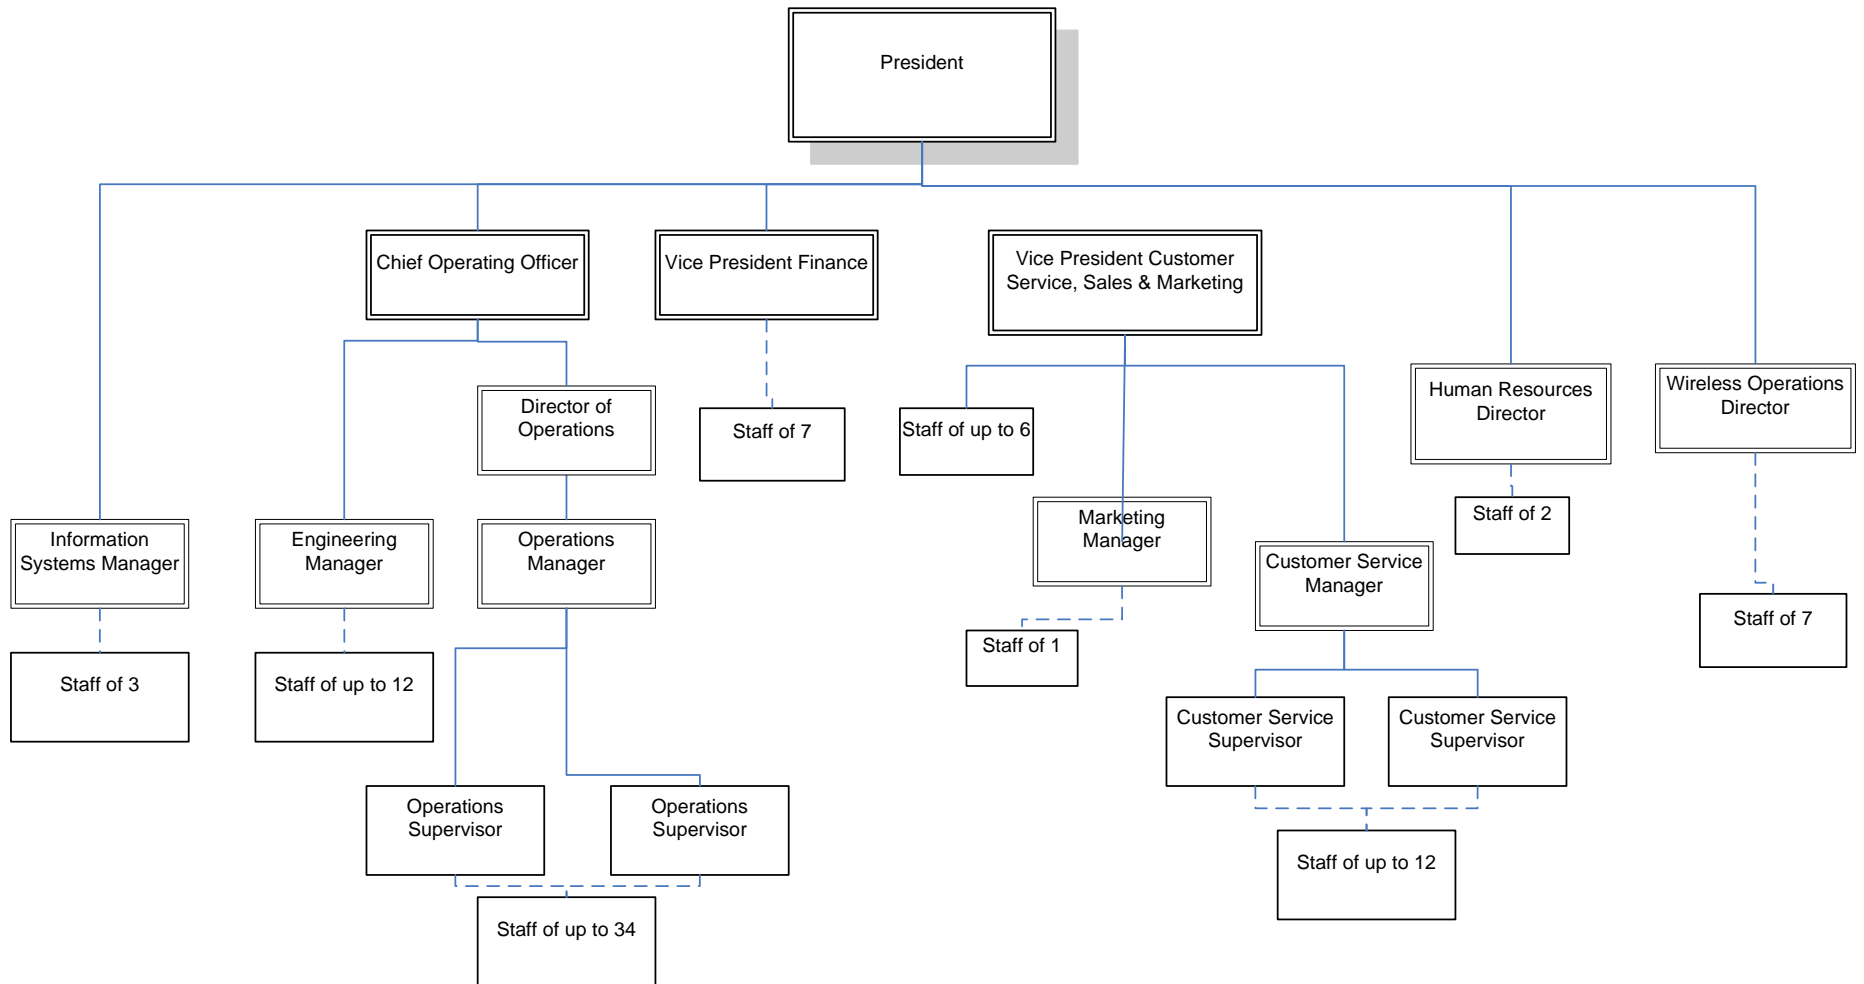 President
Chief Operating Officer
Vice President Finance
Vice President Customer
Service, Sales & Marketing
Human Resources
Director
Wireless Operations
Director
Director of
Operations
Staff of 7
Staff of up to 6
Staff of 2
Information
Systems Manager
Engineering
Manager
Operations
Manager
Marketing
Manager
Customer Service
Manager
Staff of 7
Staff of 1
Staff of 3
Staff of up to 12
Customer Service
Supervisor
Customer Service
Supervisor
Operations
Supervisor
Operations
Supervisor
Staff of up to 12
Staff of up to 34